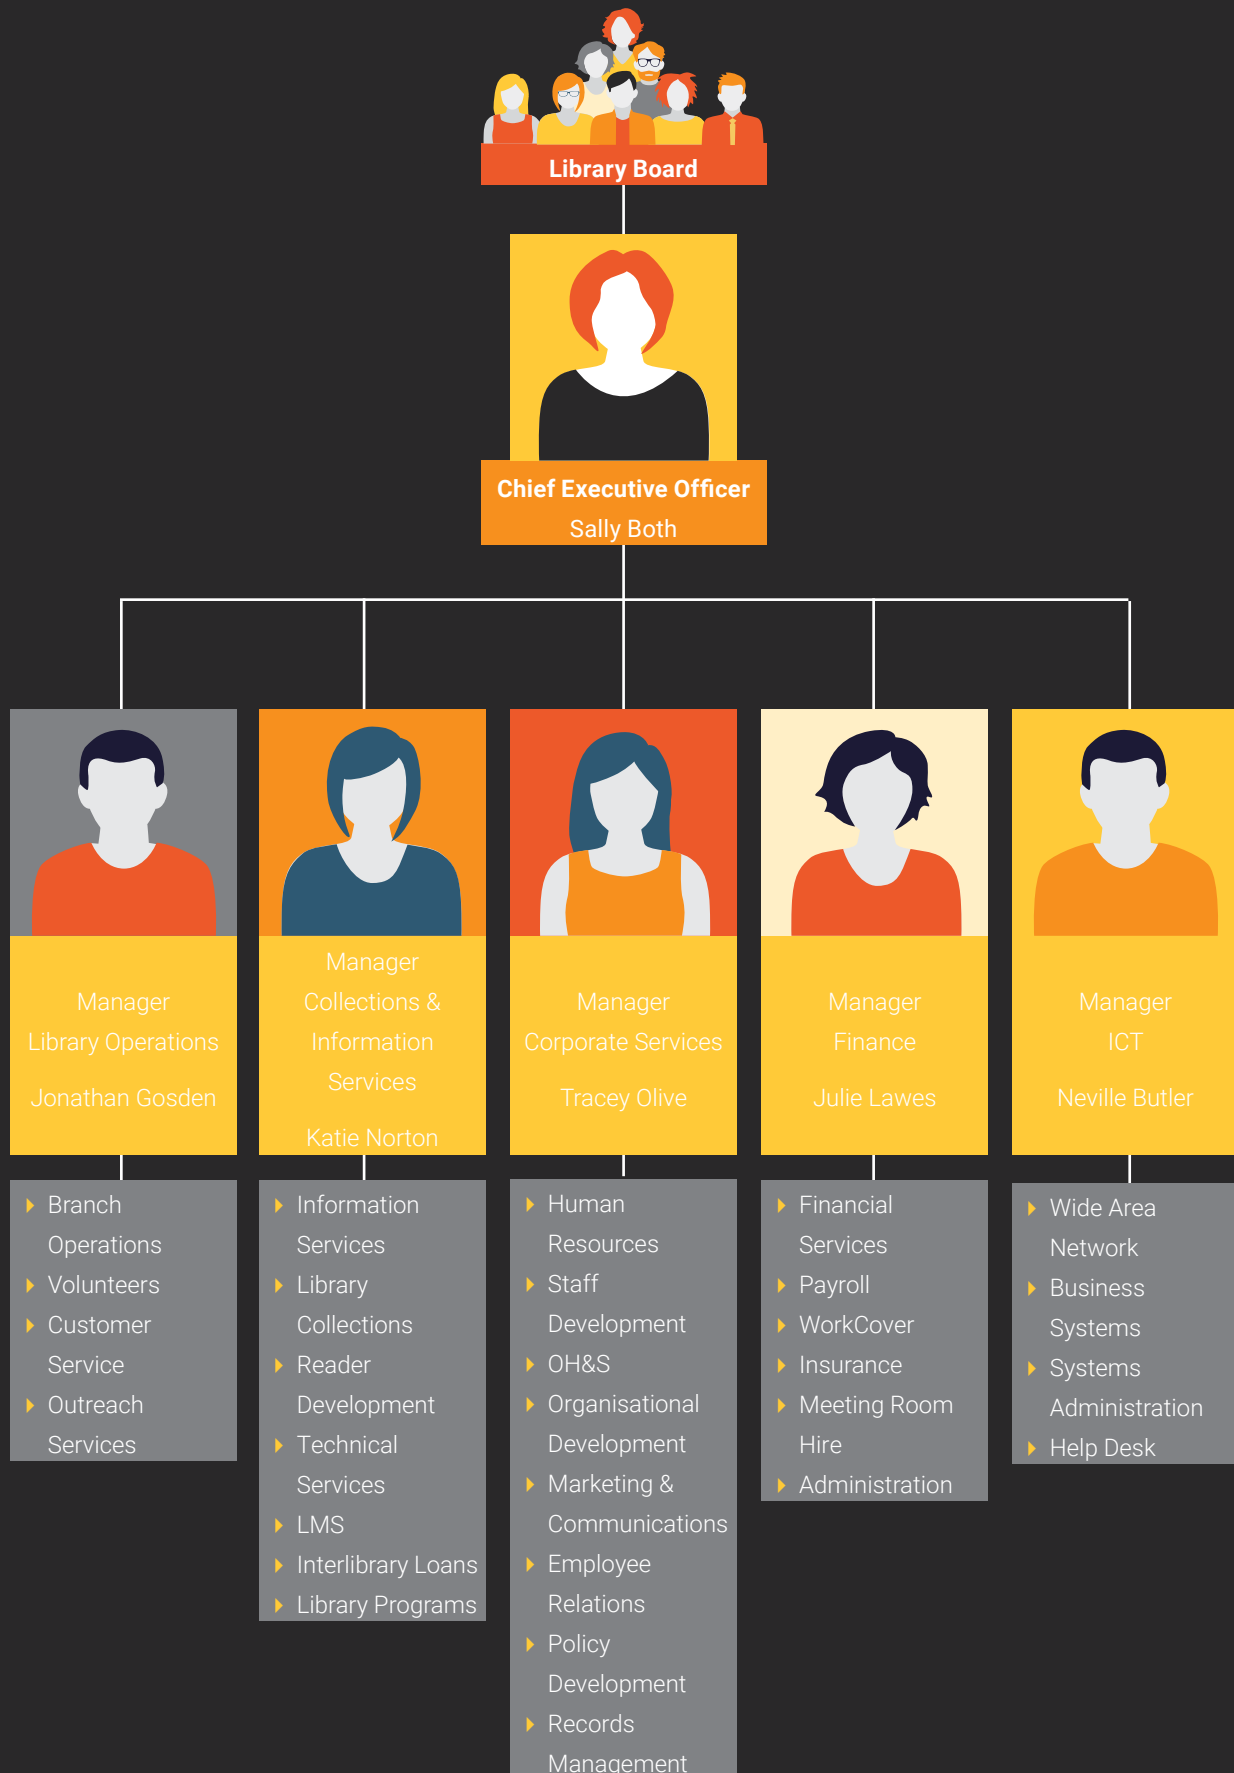 Library Board
Chief Executive Officer
Sally Both
Manager
Library Operations
Jonathan Gosden
Branch
Operations
Volunteers
Customer
Service
Outreach
Services
Manager
Collections &
Information
Services
Katie Norton
Information
Services
Library
Collections
Reader
Development
Technical
Services
LMS
Interlibrary Loans
Library Programs
Manager
Corporate Services
Tracey Olive
Human
Resources
Staff
Development
OH&S
Organisational
Development
Marketing &
Communications
Employee
Relations
Policy
Development
Records
Management
Manager
Finance
Julie Lawes
Financial
Services
Payroll
WorkCover
Insurance
Meeting Room
Hire
Administration
Manager
ICT
Neville Butler
Wide Area
Network
Business
Systems
Systems
Administration
Help Desk